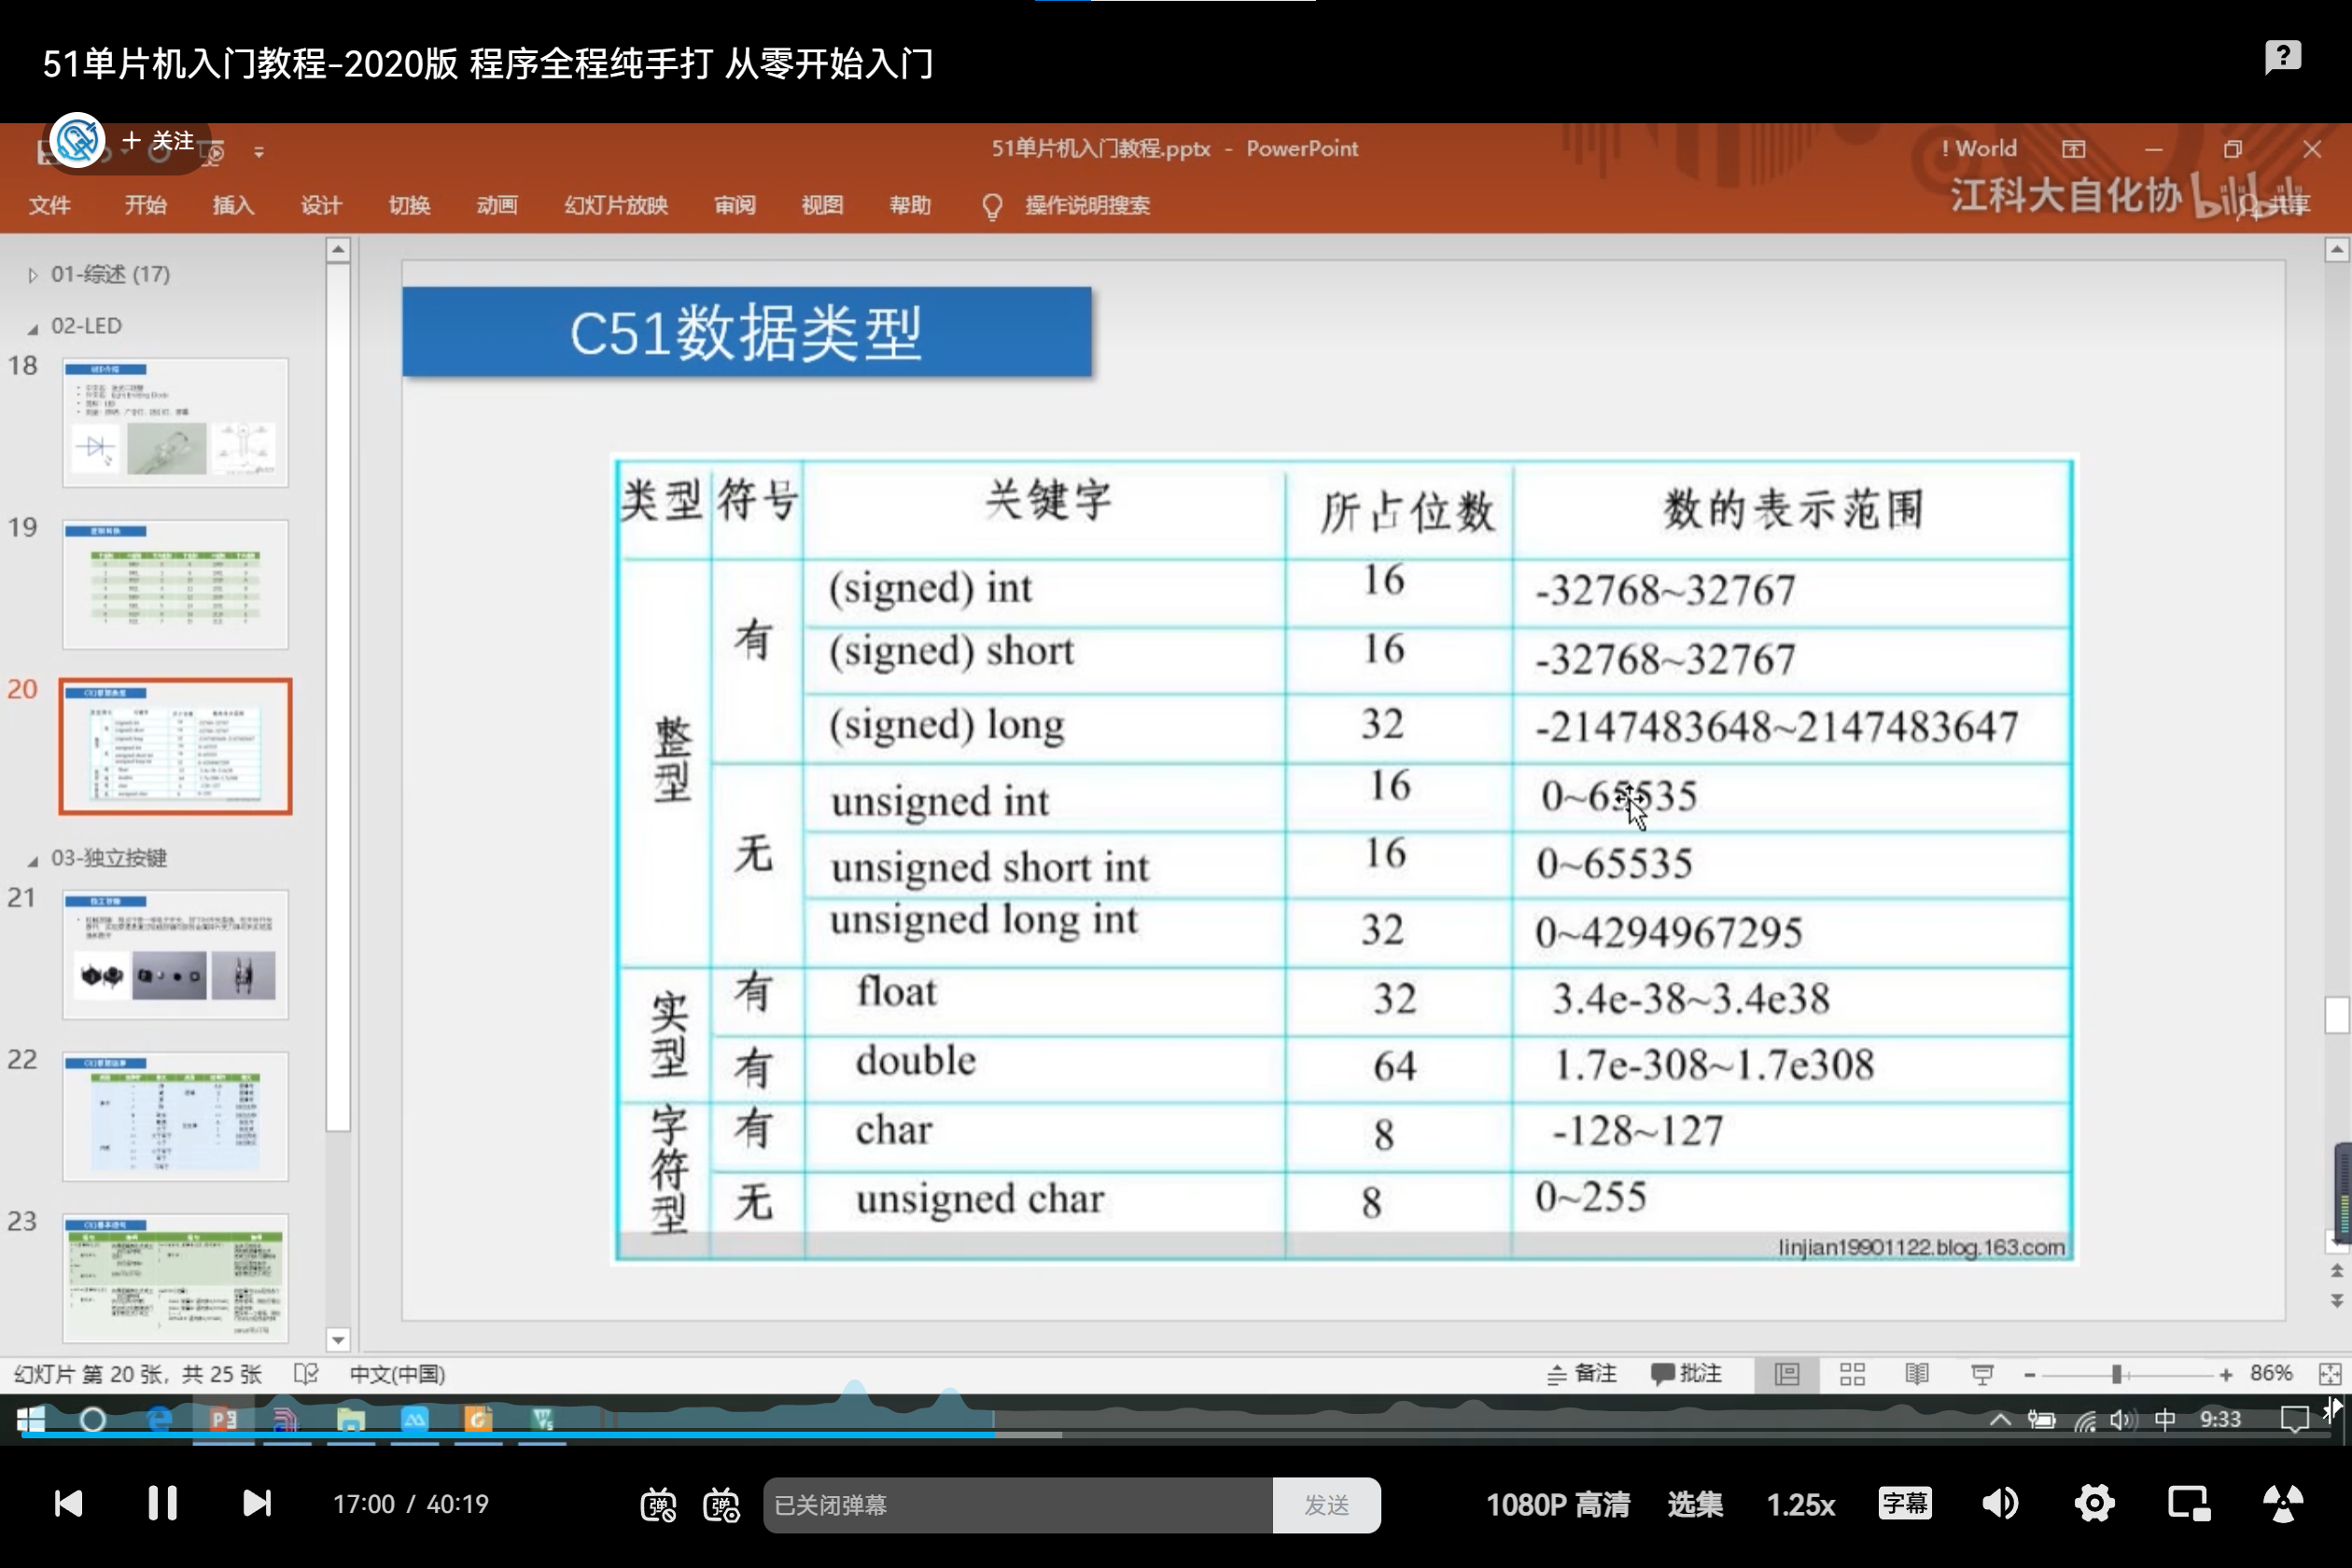 51单片机入门教程-2020版 程序全程纯手打 从零开始入门
+ 关注
51单片机入门教程.pptx - PowerPoint
! World
文件 开始 插入 设计 切换 动画 幻灯片放映 审阅 视图 帮助 操作说明搜索
共享
江科大自化协 bilibili
01-综述 (17)
02-LED
18
19
20
03-独立按键
21
22
23
C51数据类型
类型 符号 关键字 所占位数 数的表示范围
整型 有 (signed) int 16 -32768~32767
(signed) short 16 -32768~32767
(signed) long 32 -2147483648~2147483647
无 unsigned int 16 0~65535
unsigned short int 16 0~65535
unsigned long int 32 0~4294967295
实型 有 float 32 3.4e-38~3.4e38
有 double 64 1.7e-308~1.7e308
字符型 有 char 8 -128~127
无 unsigned char 8 0~255
linjian19901122.blog.163.com
幻灯片 第 20 张，共 25 张 中文(中国) 备注 批注 86%
中 9:33
17:00 / 40:19 弹 弹 已关闭弹幕 发送 1080P 高清 选集 1.25x 字幕